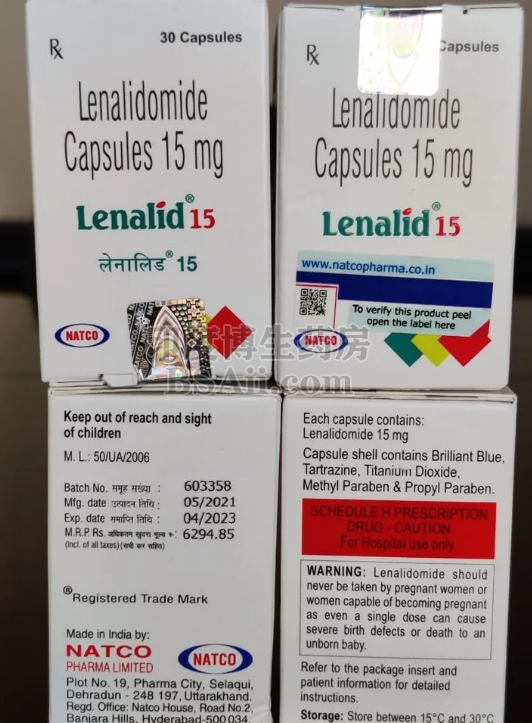 Rx
30 Capsules
Lenalidomide
Capsules 15 mg
Lenalid® 15
लेनालिड® 15
NATCO
Rx
Capsules
Lenalidomide
Capsules 15 mg
Lenalid® 15
www.natcopharma.co.in
To verify this product peel
open the label here
NATCO
博生药房
BSAii.com
Keep out of reach and sight
of children
M. L.: 50/UA/2006
Batch No. समूह संख्या : 603358
Mfg. date उत्पादन तिथि : 05/2021
Exp. date समाप्ति तिथि : 04/2023
M.R.P. Rs. अधिकतम खुदरा मूल्य रु: 6294.85
(Incl. of all taxes) (सभी कर सहित)
®Registered Trade Mark
Made in India by:
NATCO
PHARMA LIMITED
NATCO
Plot No. 19, Pharma City, Selaqui,
Dehradun - 248 197, Uttarakhand.
Regd. Office: Natco House, Road No.2,
Banjara Hills, Hyderabad-500 034.
Each capsule contains:
Lenalidomide 15 mg
Capsule shell contains Brilliant Blue,
Tartrazine, Titanium Dioxide,
Methyl Paraben & Propyl Paraben.
SCHEDULE H PRESCRIPTION
DRUG - CAUTION
For Hospital use only
WARNING: Lenalidomide should
never be taken by pregnant women or
women capable of becoming pregnant
as even a single dose can cause
severe birth defects or death to an
unborn baby.
Refer to the package insert and
patient information for detailed
instructions.
Storage: Store between 15°C and 30°C